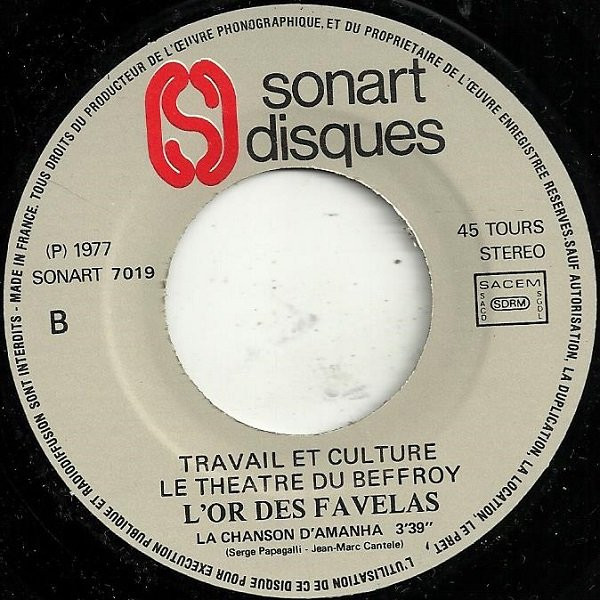 MADE IN FRANCE. TOUS DROITS DU PRODUCTEUR DE L'ŒUVRE PHONOGRAPHIQUE, ET DU PROPRIETAIRE DE L'ŒUVRE ENREGISTREE RESERVES. SAUF AUTORISATION, LA DUPLICATION, LA LOCATION, LE PRET, L'UTILISATION DE CE DISQUE POUR EXECUTION PUBLIQUE ET RADIODIFFUSION SONT INTERDITS -
S
sonart
disques
(P) 1977
SONART 7019
B
45 TOURS
STEREO
SACEM
SACD
SDRM
SGDL
TRAVAIL ET CULTURE
LE THEATRE DU BEFFROY
L'OR DES FAVELAS
LA CHANSON D'AMANHA 3'39"
(Serge Papagalli - Jean-Marc Cantele)